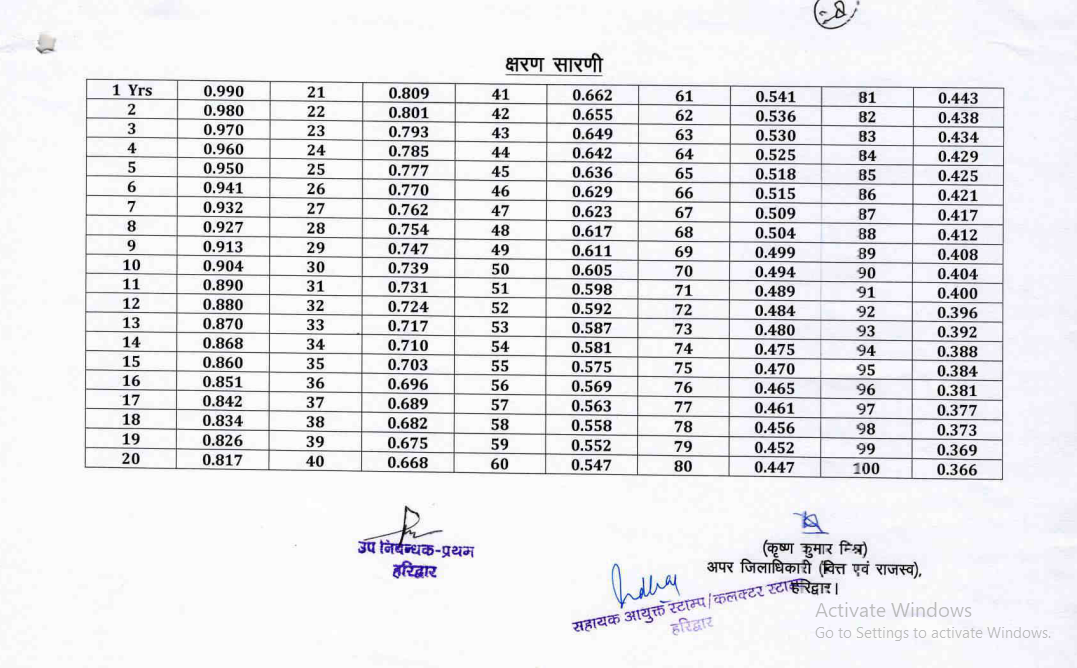 क्षरण सारणी
1 Yrs 0.990 21 0.809 41 0.662 61 0.541 81 0.443
2 0.980 22 0.801 42 0.655 62 0.536 82 0.438
3 0.970 23 0.793 43 0.649 63 0.530 83 0.434
4 0.960 24 0.785 44 0.642 64 0.525 84 0.429
5 0.950 25 0.777 45 0.636 65 0.518 85 0.425
6 0.941 26 0.770 46 0.629 66 0.515 86 0.421
7 0.932 27 0.762 47 0.623 67 0.509 87 0.417
8 0.927 28 0.754 48 0.617 68 0.504 88 0.412
9 0.913 29 0.747 49 0.611 69 0.499 89 0.408
10 0.904 30 0.739 50 0.605 70 0.494 90 0.404
11 0.890 31 0.731 51 0.598 71 0.489 91 0.400
12 0.880 32 0.724 52 0.592 72 0.484 92 0.396
13 0.870 33 0.717 53 0.587 73 0.480 93 0.392
14 0.868 34 0.710 54 0.581 74 0.475 94 0.388
15 0.860 35 0.703 55 0.575 75 0.470 95 0.384
16 0.851 36 0.696 56 0.569 76 0.465 96 0.381
17 0.842 37 0.689 57 0.563 77 0.461 97 0.377
18 0.834 38 0.682 58 0.558 78 0.456 98 0.373
19 0.826 39 0.675 59 0.552 79 0.452 99 0.369
20 0.817 40 0.668 60 0.547 80 0.447 100 0.366
उप निबन्धक-प्रथम
हरिद्वार
(कृष्ण कुमार मिश्र)
अपर जिलाधिकारी (वित्त एवं राजस्व),
हरिद्वार।
सहायक आयुक्त स्टाम्प/कलक्टर स्टाम्प
हरिद्वार
Activate Windows
Go to Settings to activate Windows.